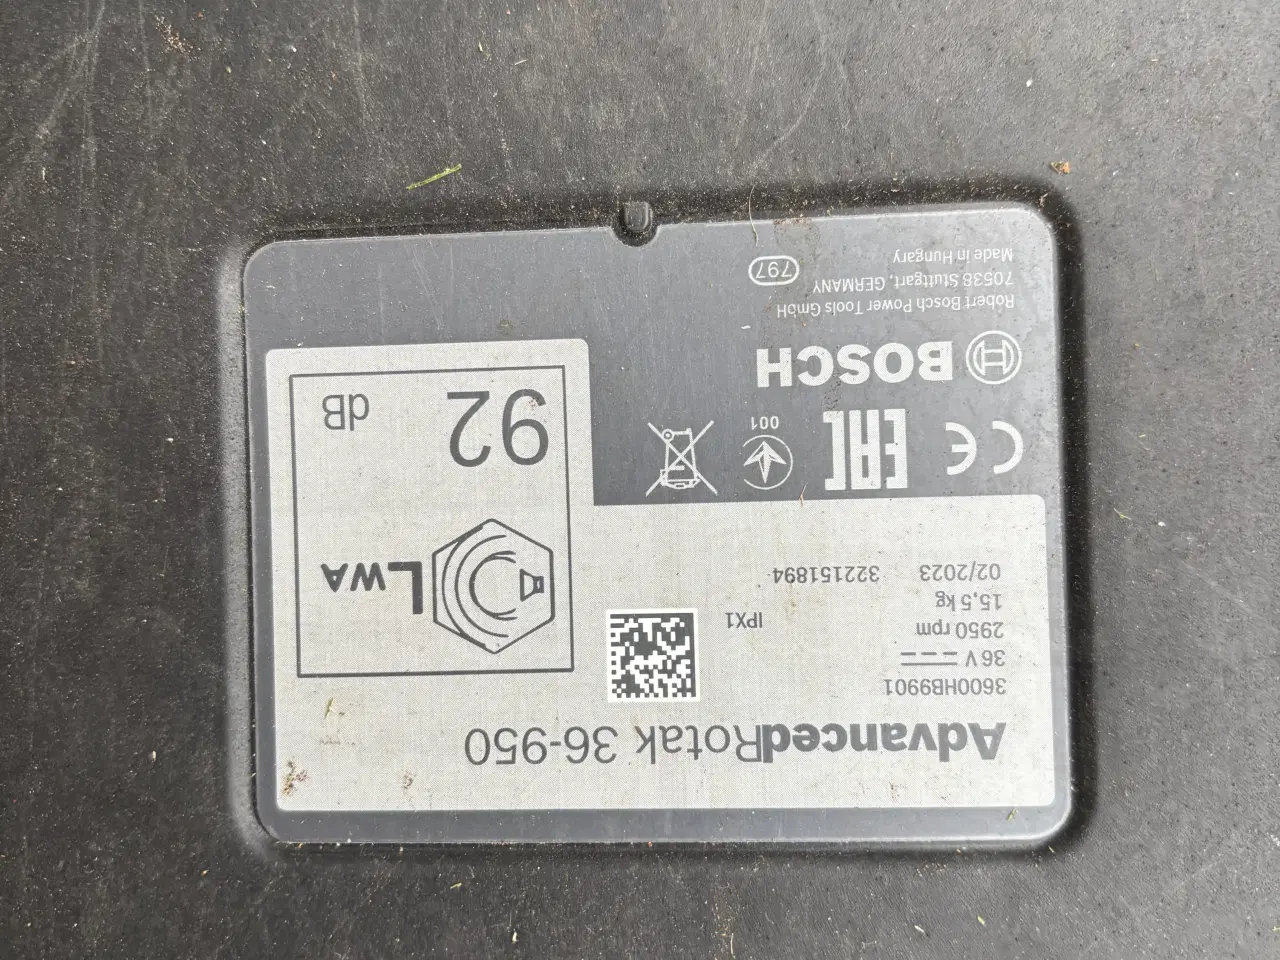 AdvancedRotak 36-950
3600HB9901
36 V
2950 rpm
15,5 kg
IPX1
02/2023 322151894
LWA
92 dB
CE EAC 001
BOSCH
Robert Bosch Power Tools GmbH
70538 Stuttgart, GERMANY
Made in Hungary
797